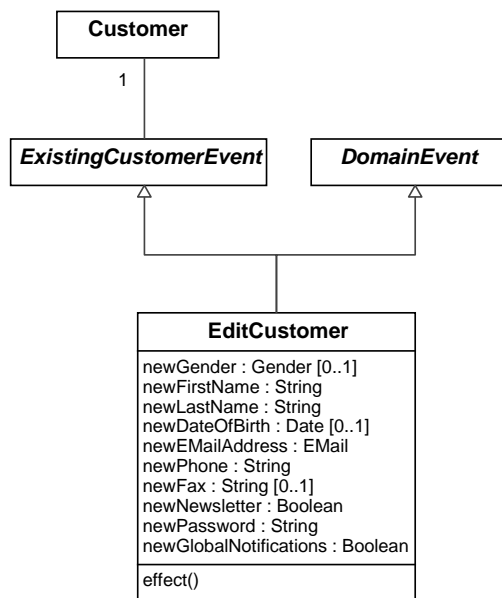 Customer
1
ExistingCustomerEvent
DomainEvent
EditCustomer
newGender : Gender [0..1]
newFirstName : String
newLastName : String
newDateOfBirth : Date [0..1]
newEMailAddress : EMail
newPhone : String
newFax : String [0..1]
newNewsletter : Boolean
newPassword : String
newGlobalNotifications : Boolean
effect()